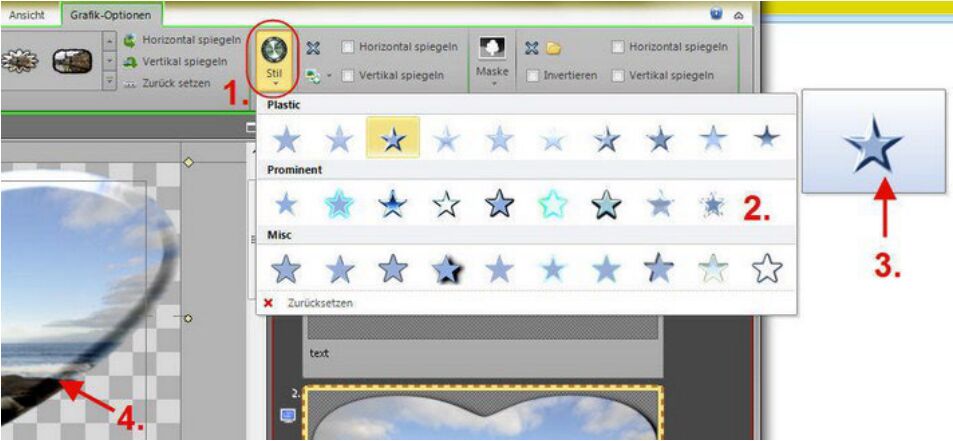 Ansicht Grafik-Optionen
Horizontal spiegeln Horizontal spiegeln Horizontal spiegeln
Vertikal spiegeln Stil Vertikal spiegeln Maske Invertieren Vertikal spiegeln
Zurück setzen
1.
Plastic
Prominent
2.
Misc
3.
Zurücksetzen
text
2.
4.